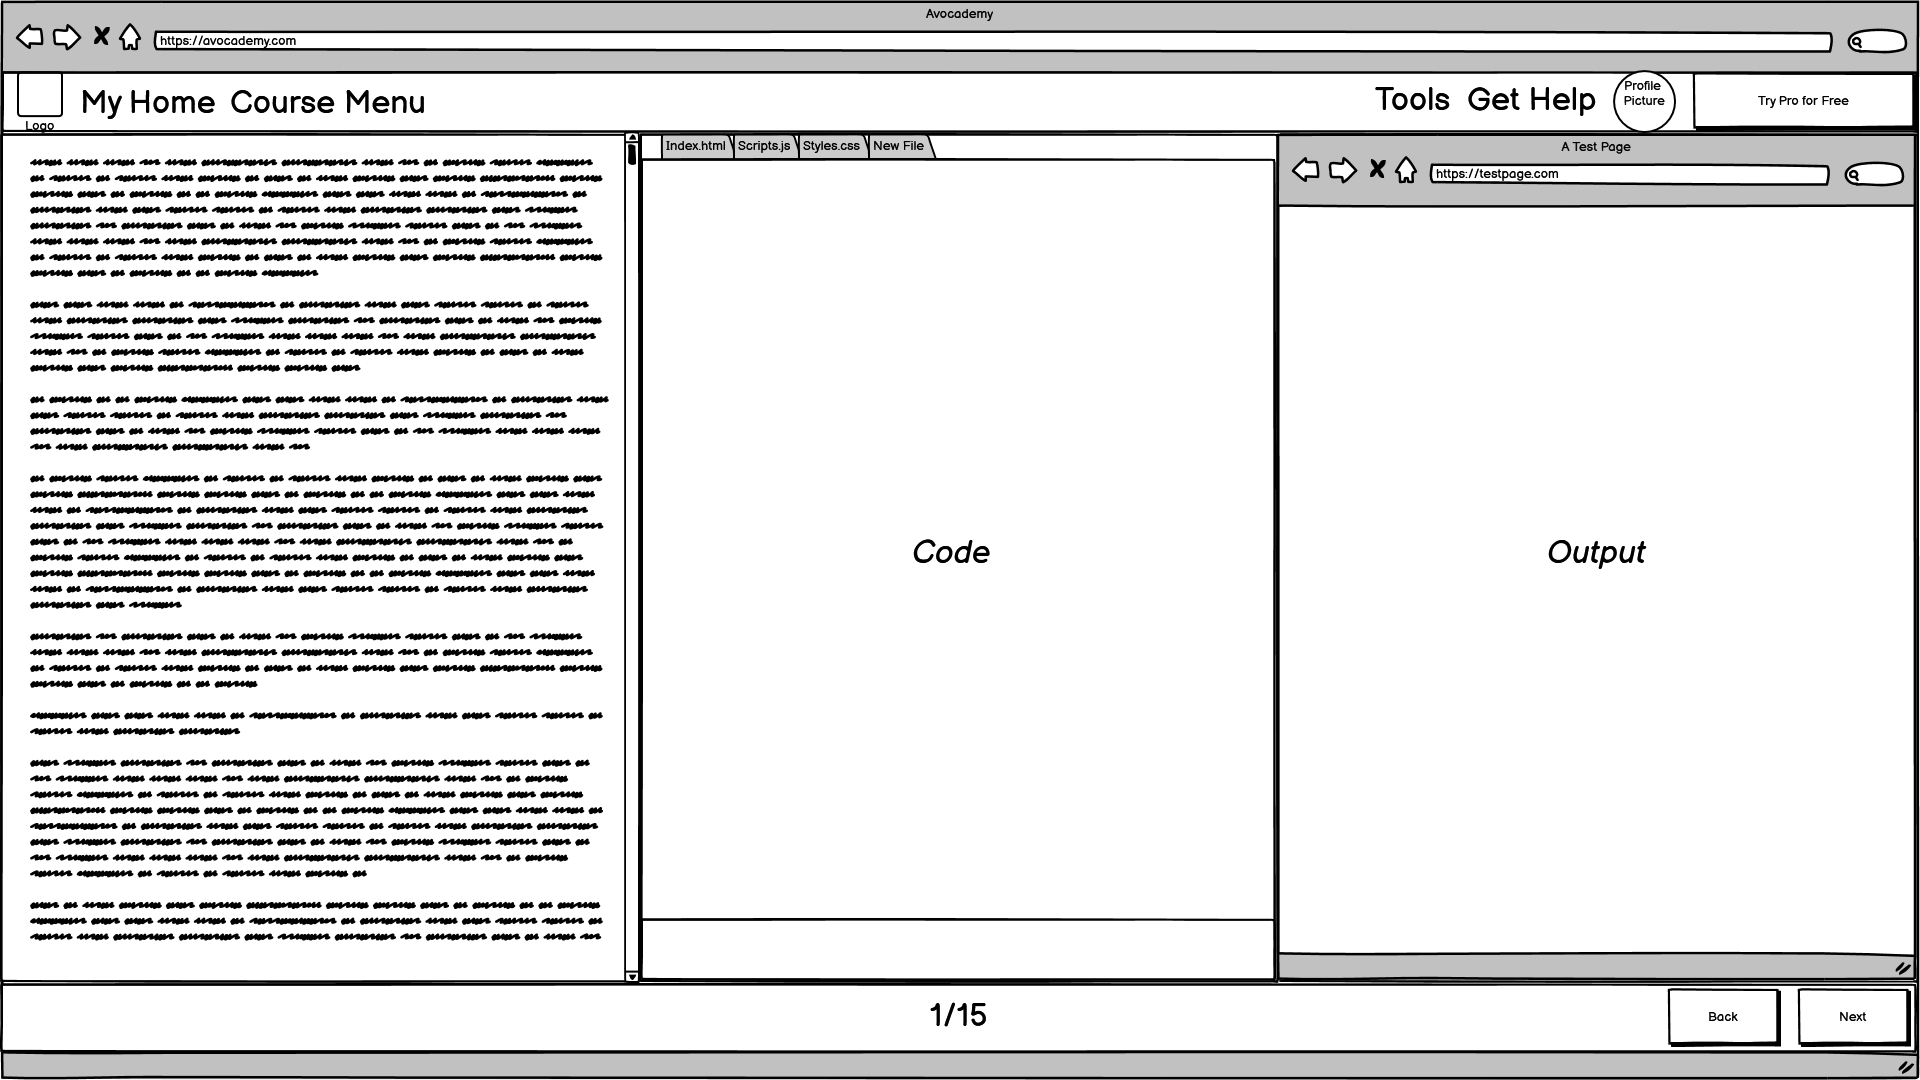 Avocademy
https://avocademy.com
Logo
My Home Course Menu
Tools Get Help
Profile
Picture
Try Pro for Free
Index.html Scripts.js Styles.css New File
Code
A Test Page
https://testpage.com
Output
1/15
Back
Next